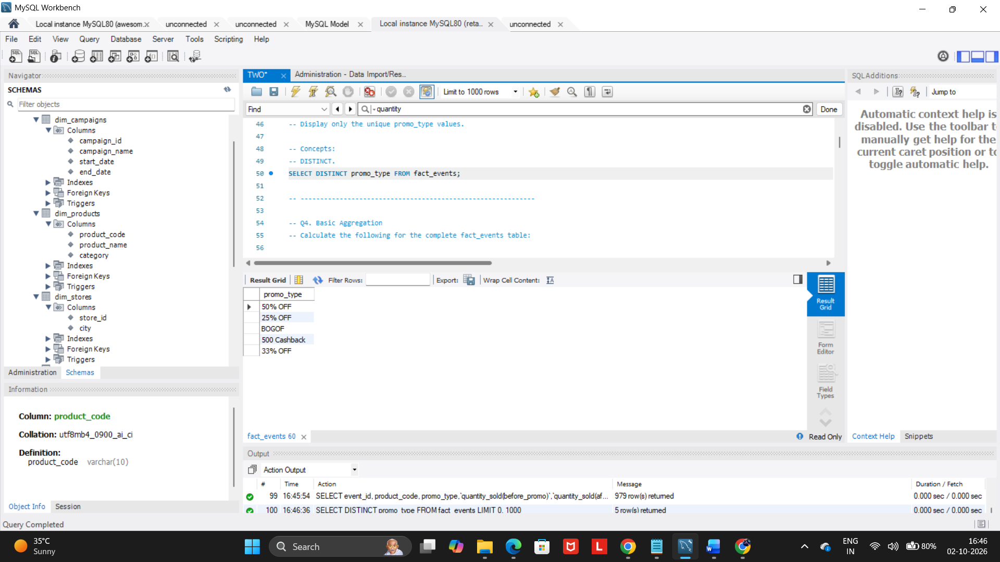 MySQL Workbench
Local instance MySQL80 (awesom...
unconnected
unconnected
MySQL Model
Local instance MySQL80 (reta...
unconnected
File Edit View Query Database Server Tools Scripting Help
Navigator
SCHEMAS
Filter objects
dim_campaigns
Columns
campaign_id
campaign_name
start_date
end_date
Indexes
Foreign Keys
Triggers
dim_products
Columns
product_code
product_name
category
Indexes
Foreign Keys
Triggers
dim_stores
Columns
store_id
city
Indexes
Foreign Keys
Triggers
Administration Schemas
Information
Column: product_code
Collation: utf8mb4_0900_ai_ci
Definition:
product_code varchar(10)
Object Info Session
Query Completed
TWO* Administration - Data Import/Res...
Limit to 1000 rows
Find quantity Done
46 -- Display only the unique promo_type values.
47
48 -- Concepts:
49 -- DISTINCT.
50 SELECT DISTINCT promo_type FROM fact_events;
51
52 -- ------------------------------------------------------------
53
54 -- Q4. Basic Aggregation
55 -- Calculate the following for the complete fact_events table:
56
Result Grid Filter Rows: Export: Wrap Cell Content:
promo_type
50% OFF
25% OFF
BOGOF
500 Cashback
33% OFF
Result Grid
Form Editor
Field Types
fact_events 60
Read Only
Output
Action Output
# Time Action Message Duration / Fetch
99 16:45:54 SELECT event_id, product_code, promo_type,`quantity_sold(before_promo)`,`quantity_sold(af... 979 row(s) returned 0.000 sec / 0.000 sec
100 16:46:36 SELECT DISTINCT promo_type FROM fact_events LIMIT 0, 1000 5 row(s) returned 0.000 sec / 0.000 sec
SQLAdditions
Jump to
Automatic context help is
disabled. Use the toolbar t
manually get help for the
current caret position or to
toggle automatic help.
Context Help Snippets
35°C
Sunny
Search
ENG
IN
80%
16:46
02-10-2026